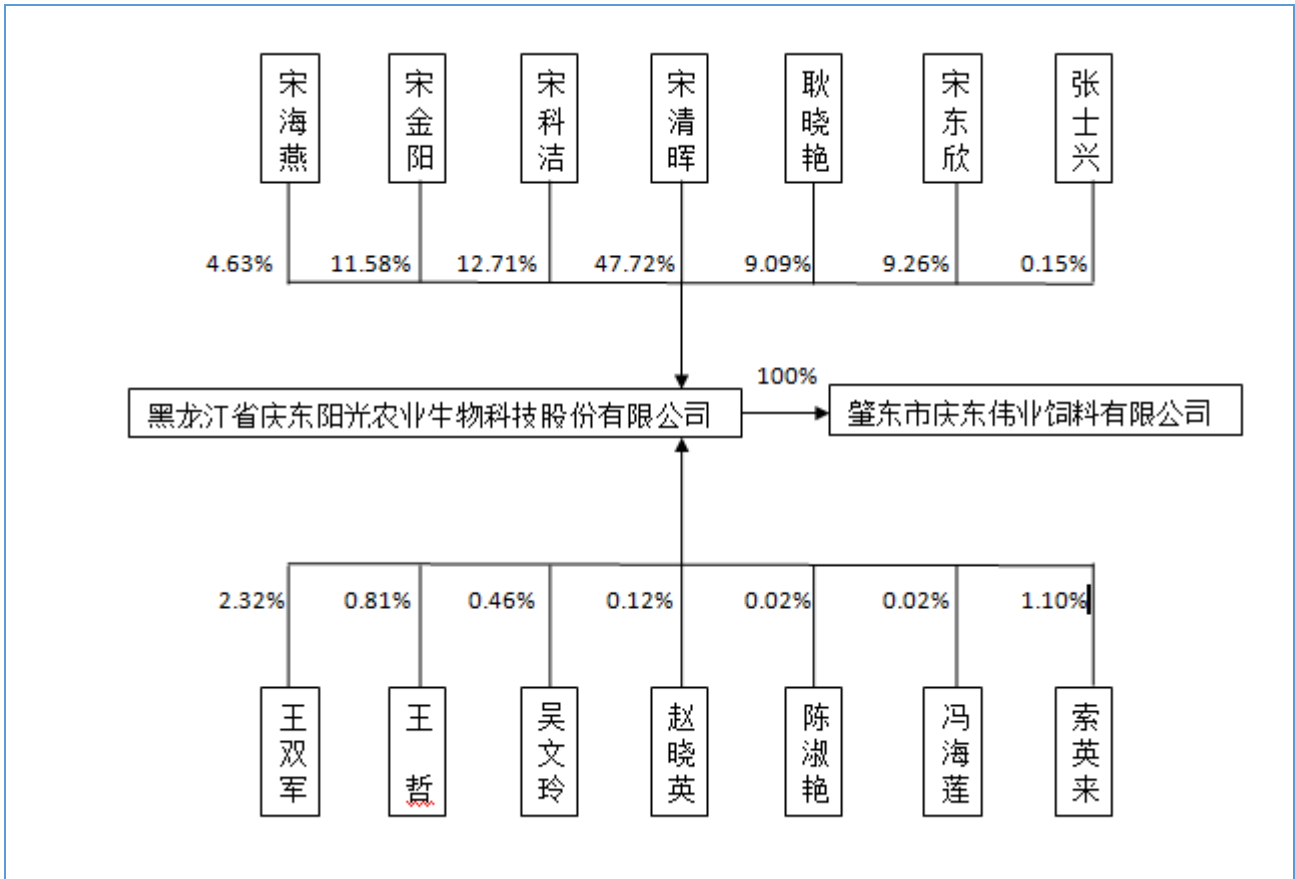 宋海燕
宋金阳
宋科洁
宋清晖
耿晓艳
宋东欣
张士兴
4.63%
11.58%
12.71%
47.72%
9.09%
9.26%
0.15%
100%
黑龙江省庆东阳光农业生物科技股份有限公司
肇东市庆东伟业饲料有限公司
2.32%
0.81%
0.46%
0.12%
0.02%
0.02%
1.10%
王双军
王 哲
吴文玲
赵晓英
陈淑艳
冯海莲
索英来